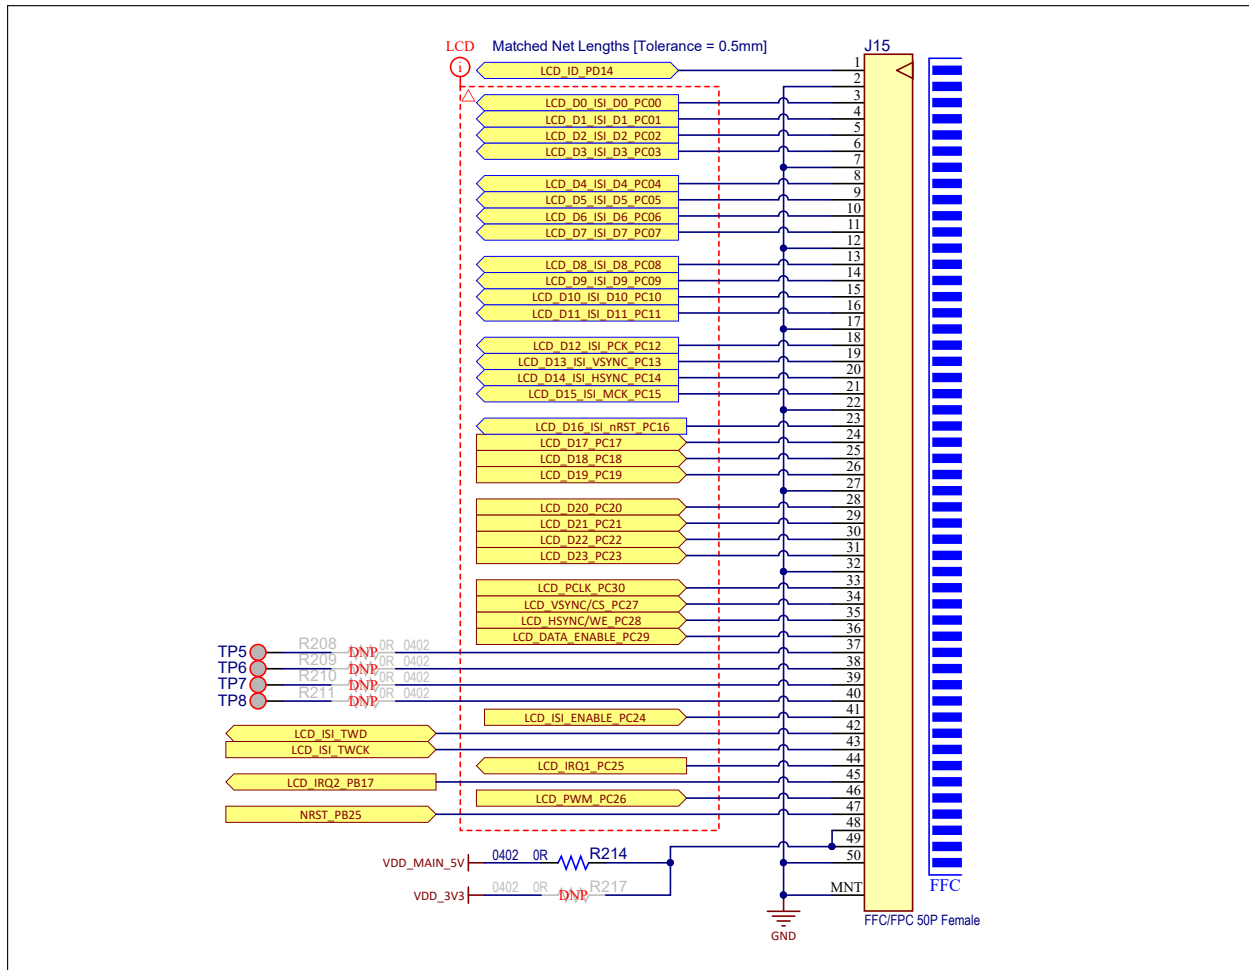 LCD Matched Net Lengths [Tolerance = 0.5mm] J15
i
LCD_ID_PD14 1
2
LCD_D0_ISI_D0_PC00 3
LCD_D1_ISI_D1_PC01 4
LCD_D2_ISI_D2_PC02 5
LCD_D3_ISI_D3_PC03 6
7
LCD_D4_ISI_D4_PC04 8
LCD_D5_ISI_D5_PC05 9
LCD_D6_ISI_D6_PC06 10
LCD_D7_ISI_D7_PC07 11
12
LCD_D8_ISI_D8_PC08 13
LCD_D9_ISI_D9_PC09 14
LCD_D10_ISI_D10_PC10 15
LCD_D11_ISI_D11_PC11 16
17
LCD_D12_ISI_PCK_PC12 18
LCD_D13_ISI_VSYNC_PC13 19
LCD_D14_ISI_HSYNC_PC14 20
LCD_D15_ISI_MCK_PC15 21
22
LCD_D16_ISI_nRST_PC16 23
LCD_D17_PC17 24
LCD_D18_PC18 25
LCD_D19_PC19 26
27
LCD_D20_PC20 28
LCD_D21_PC21 29
LCD_D22_PC22 30
LCD_D23_PC23 31
32
LCD_PCLK_PC30 33
LCD_VSYNC/CS_PC27 34
LCD_HSYNC/WE_PC28 35
LCD_DATA_ENABLE_PC29 36
TP5 R208 DNP 0R 0402 37
TP6 R209 DNP 0R 0402 38
TP7 R210 DNP 0R 0402 39
TP8 R211 DNP 0R 0402 40
LCD_ISI_ENABLE_PC24 41
LCD_ISI_TWD 42
LCD_ISI_TWCK 43
LCD_IRQ1_PC25 44
LCD_IRQ2_PB17 45
LCD_PWM_PC26 46
NRST_PB25 47
48
49
VDD_MAIN_5V 0402 0R R214 50
VDD_3V3 0402 0R DNP R217 MNT
FFC
FFC/FPC 50P Female
GND